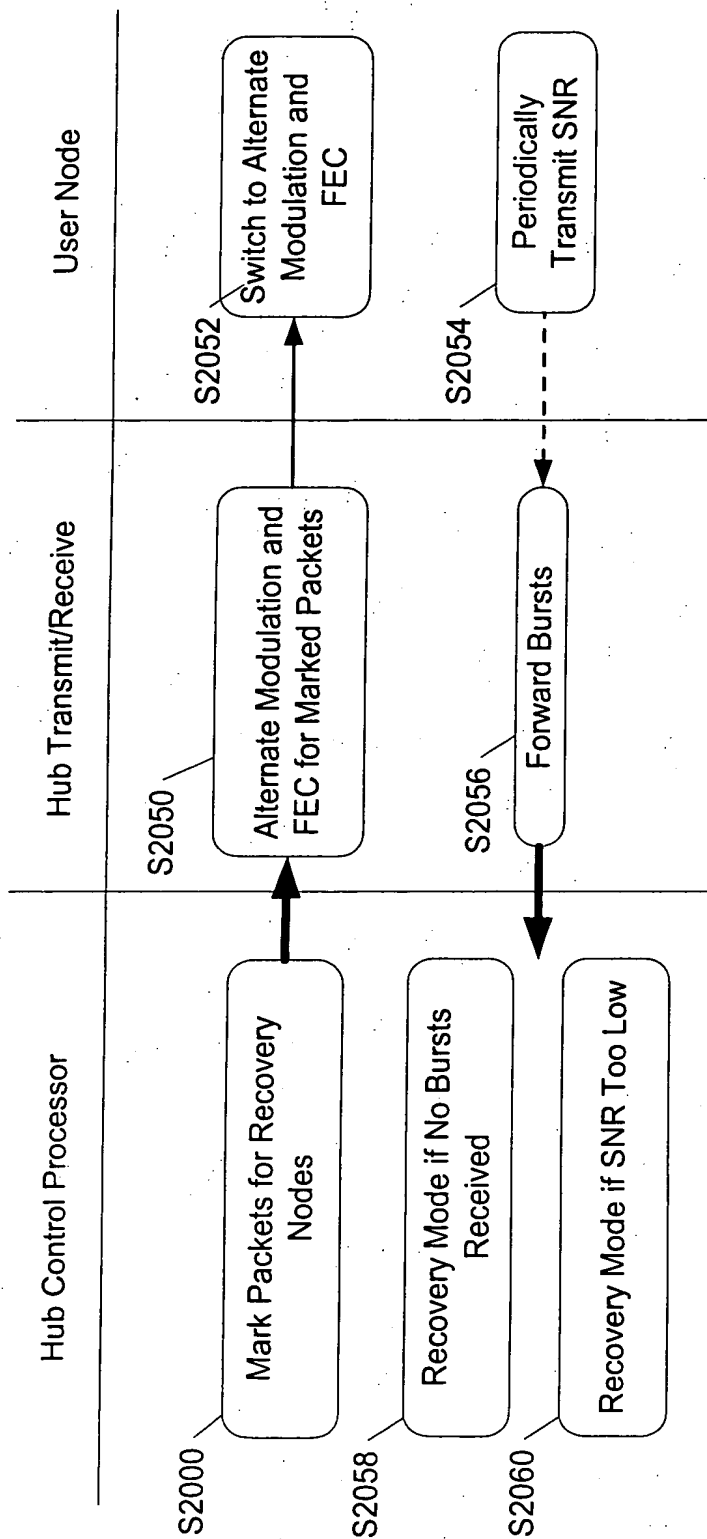 Hub Control Processor
Hub Transmit/Receive
User Node
S2000
Mark Packets for Recovery
Nodes
S2050
Alternate Modulation and
FEC for Marked Packets
S2052
Switch to Alternate
Modulation and
FEC
S2058
Recovery Mode if No Bursts
Received
S2060
Recovery Mode if SNR Too Low
S2056
Forward Bursts
S2054
Periodically
Transmit SNR